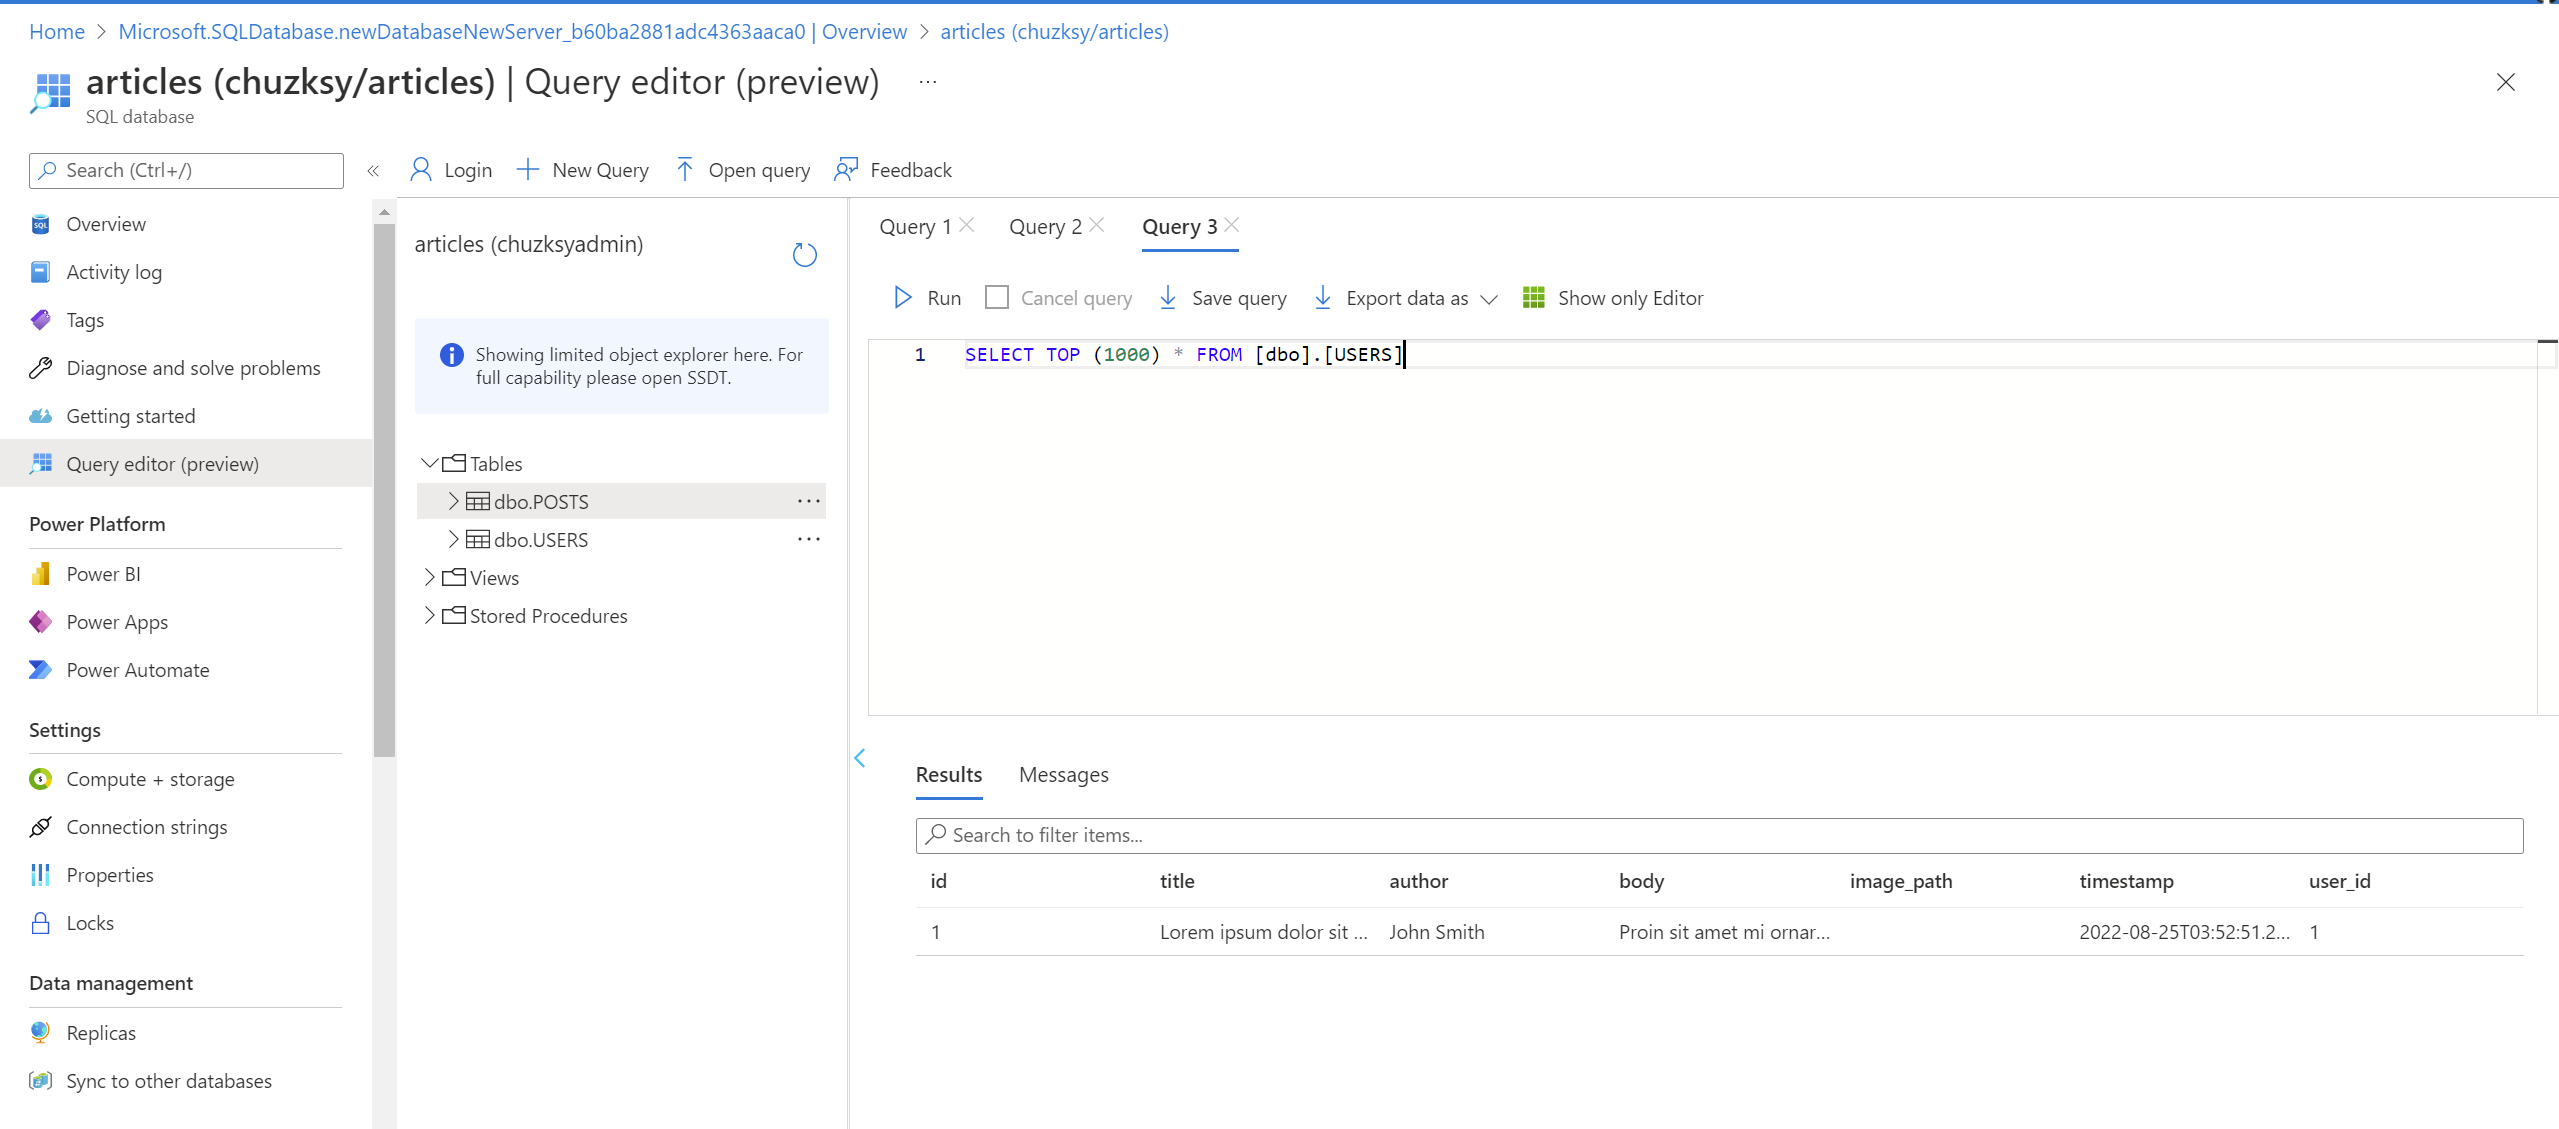 Home > Microsoft.SQLDatabase.newDatabaseNewServer_b60ba2881adc4363aaca0 | Overview > articles (chuzksy/articles)
articles (chuzksy/articles) | Query editor (preview) ...
SQL database
Search (Ctrl+/)
«
Overview
Activity log
Tags
Diagnose and solve problems
Getting started
Query editor (preview)
Power Platform
Power BI
Power Apps
Power Automate
Settings
Compute + storage
Connection strings
Properties
Locks
Data management
Replicas
Sync to other databases
Login New Query Open query Feedback
articles (chuzksyadmin)
Showing limited object explorer here. For
full capability please open SSDT.
Tables
dbo.POSTS ...
dbo.USERS ...
Views
Stored Procedures
Query 1 Query 2 Query 3
Run Cancel query Save query Export data as Show only Editor
1 SELECT TOP (1000) * FROM [dbo].[USERS]
Results Messages
Search to filter items...
id title author body image_path timestamp user_id
1 Lorem ipsum dolor sit ... John Smith Proin sit amet mi ornar... 2022-08-25T03:52:51.2... 1